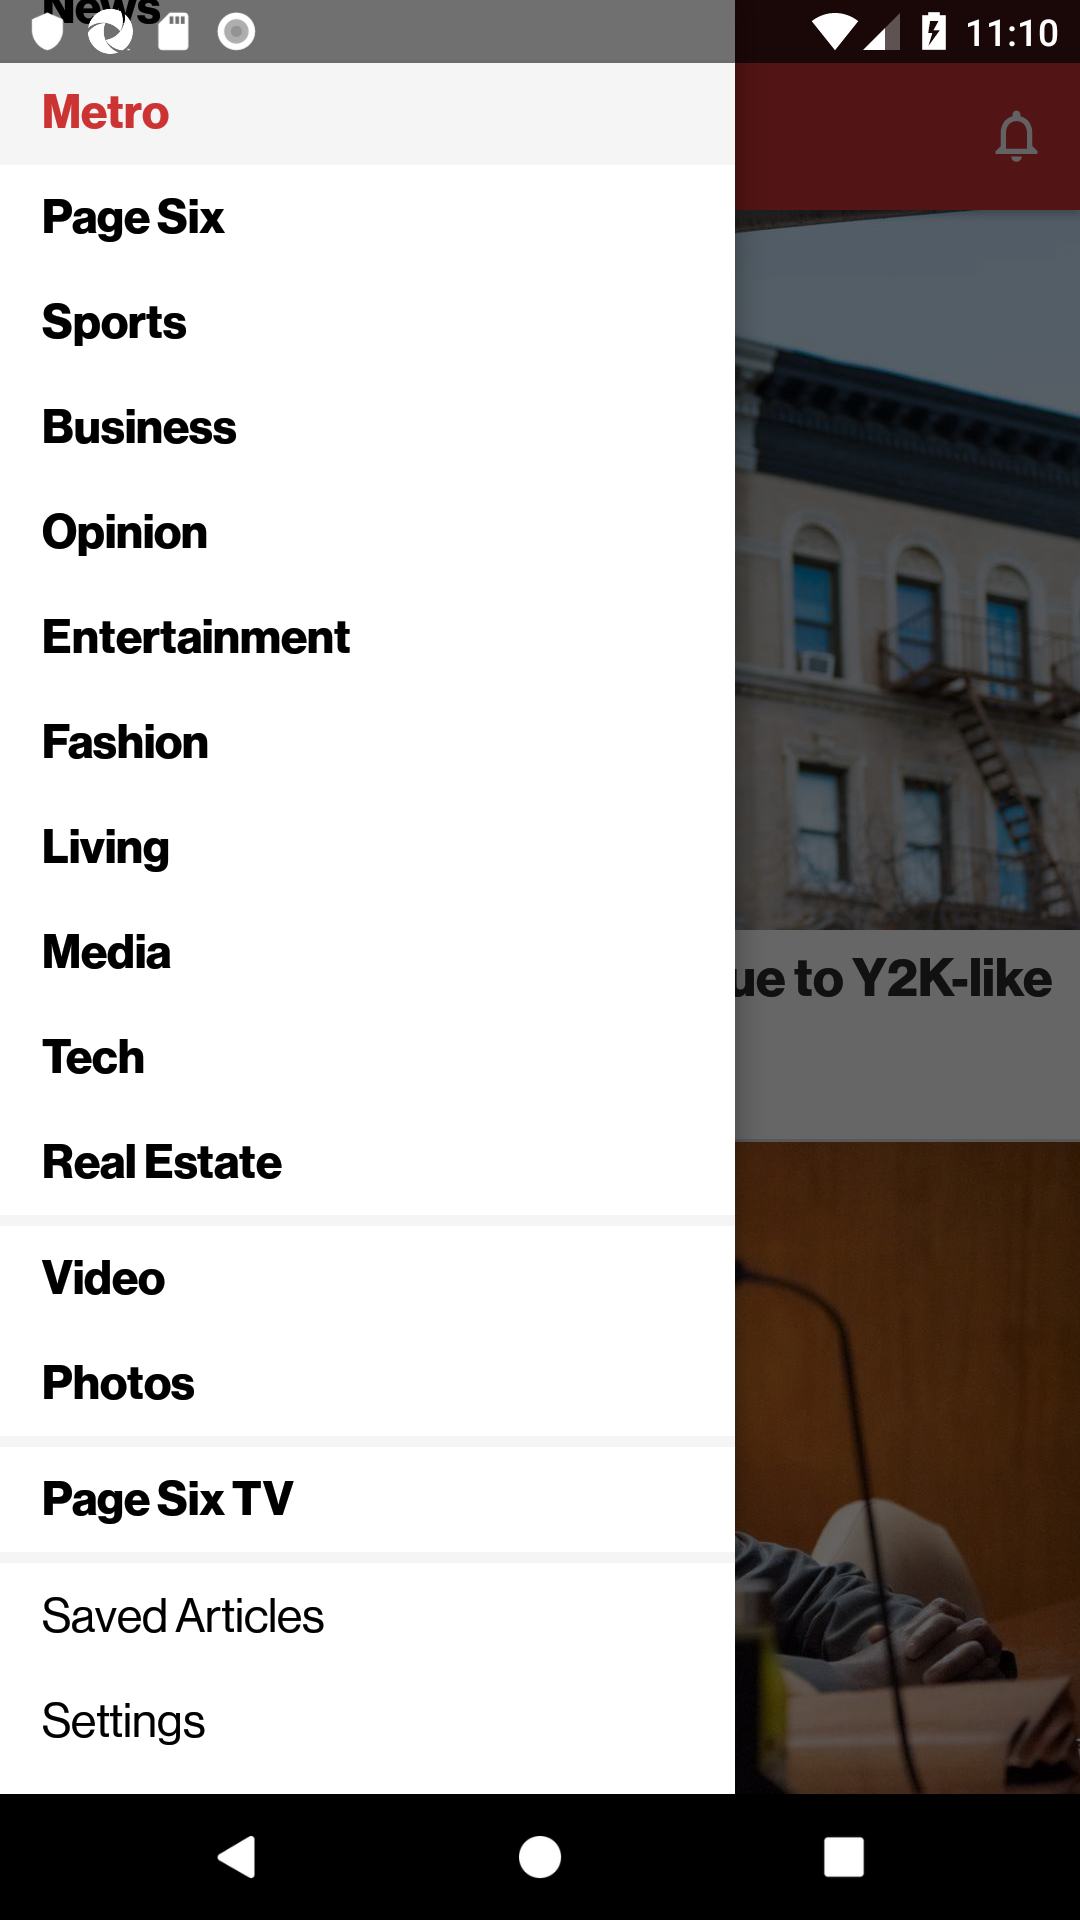 News
11:10
Metro
Page Six
Sports
Business
Opinion
Entertainment
Fashion
Living
Media
to Y2K-like
Tech
Real Estate
Video
Photos
Page Six TV
Saved Articles
Settings